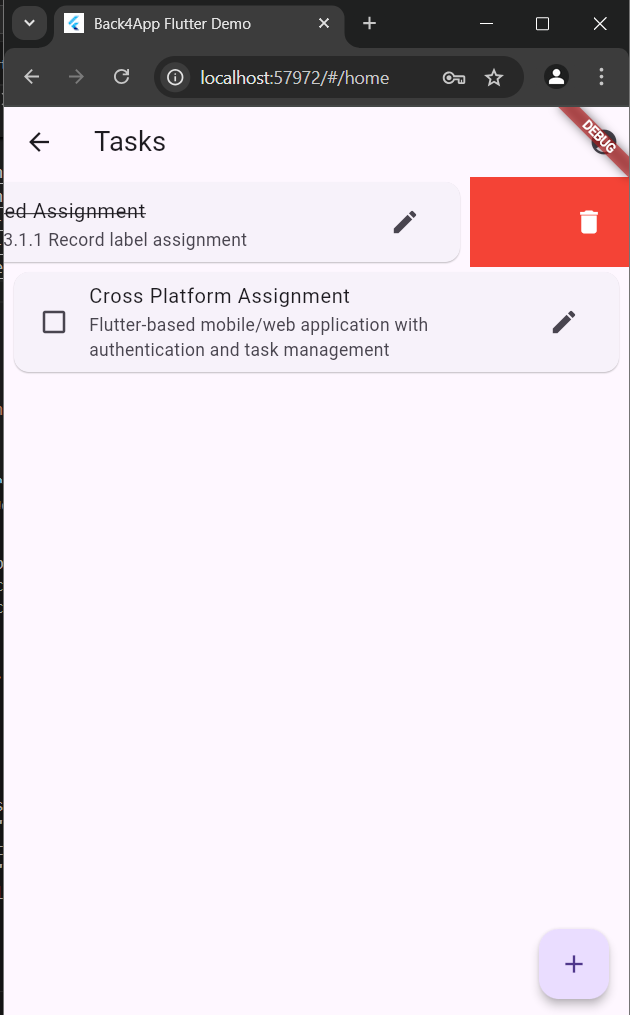 Back4App Flutter Demo
localhost:57972/#/home
Tasks
DEBUG
ed Assignment
3.1.1 Record label assignment
Cross Platform Assignment
Flutter-based mobile/web application with
authentication and task management